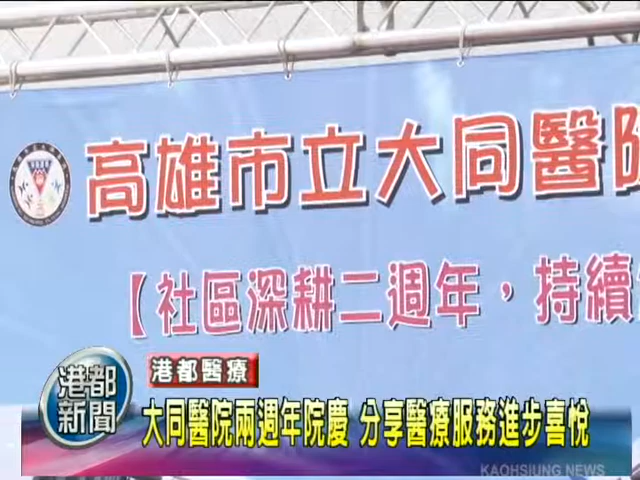 高雄市立大同醫院
【社區深耕二週年，持續
港都醫療
港都
新聞
大同醫院兩週年院慶 分享醫療服務進步喜悅
KAOHSIUNG NEWS